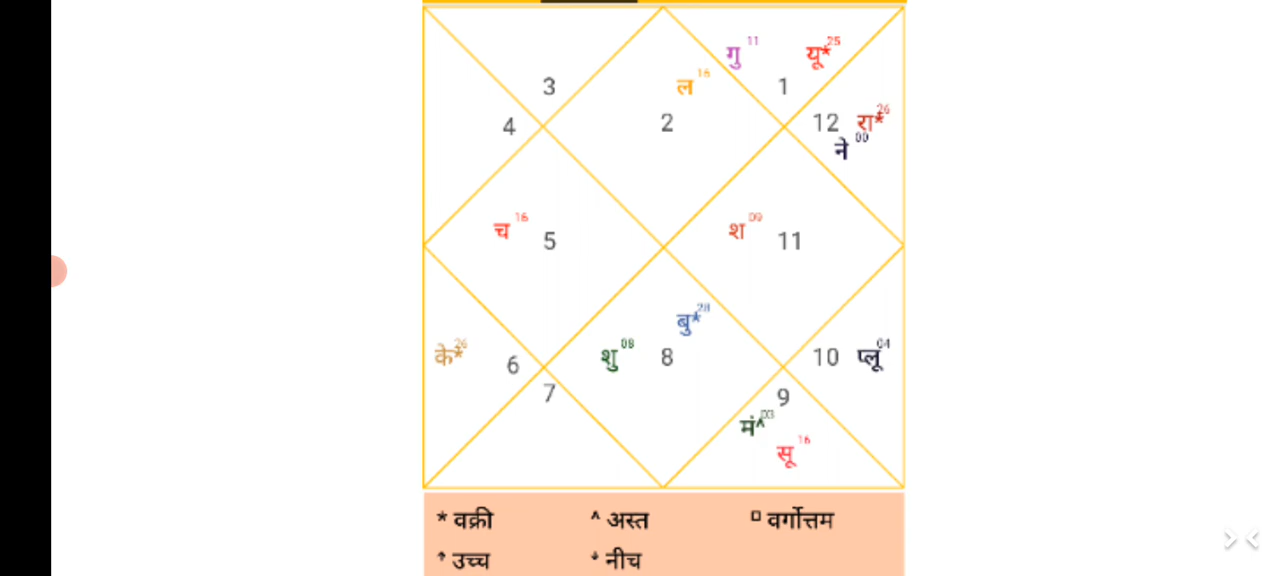 गु 11 यू* 25
3 ल 16 1
4 2 12 रा* 26
ने 00
च 16 5 श 09 11
बु* 28
के* 26 6 शु 08 8 10 प्लू 04
7 9
मं^ 03
सू 16
* वक्री ^ अस्त □ वर्गोत्तम
↑ उच्च ↓ नीच